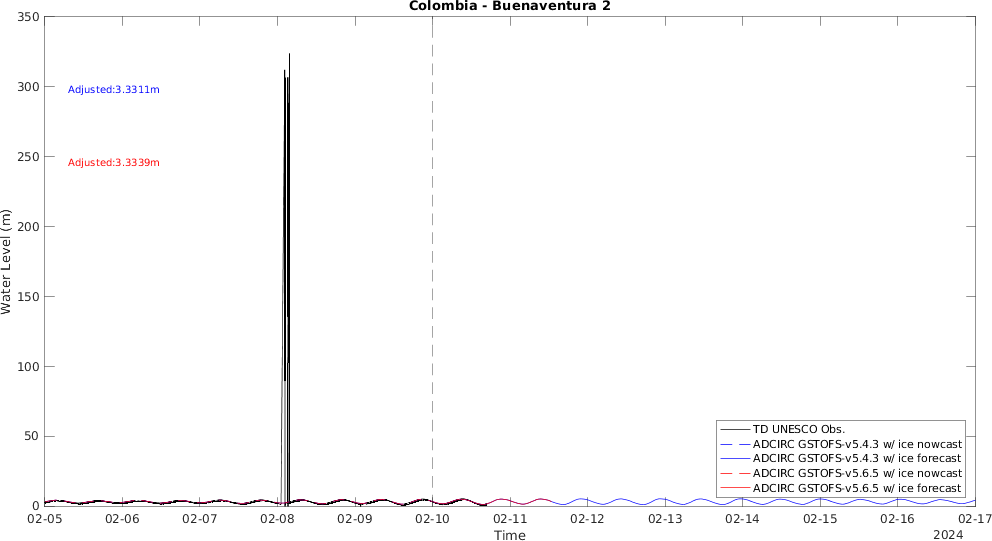 Colombia - Buenaventura 2
350
300
250
200
150
100
50
0
Water Level (m)
Adjusted:3.3311m
Adjusted:3.3339m
TD UNESCO Obs.
ADCIRC GSTOFS-v5.4.3 w/ ice nowcast
ADCIRC GSTOFS-v5.4.3 w/ ice forecast
ADCIRC GSTOFS-v5.6.5 w/ ice nowcast
ADCIRC GSTOFS-v5.6.5 w/ ice forecast
02-05 02-06 02-07 02-08 02-09 02-10 02-11 02-12 02-13 02-14 02-15 02-16 02-17
Time
2024